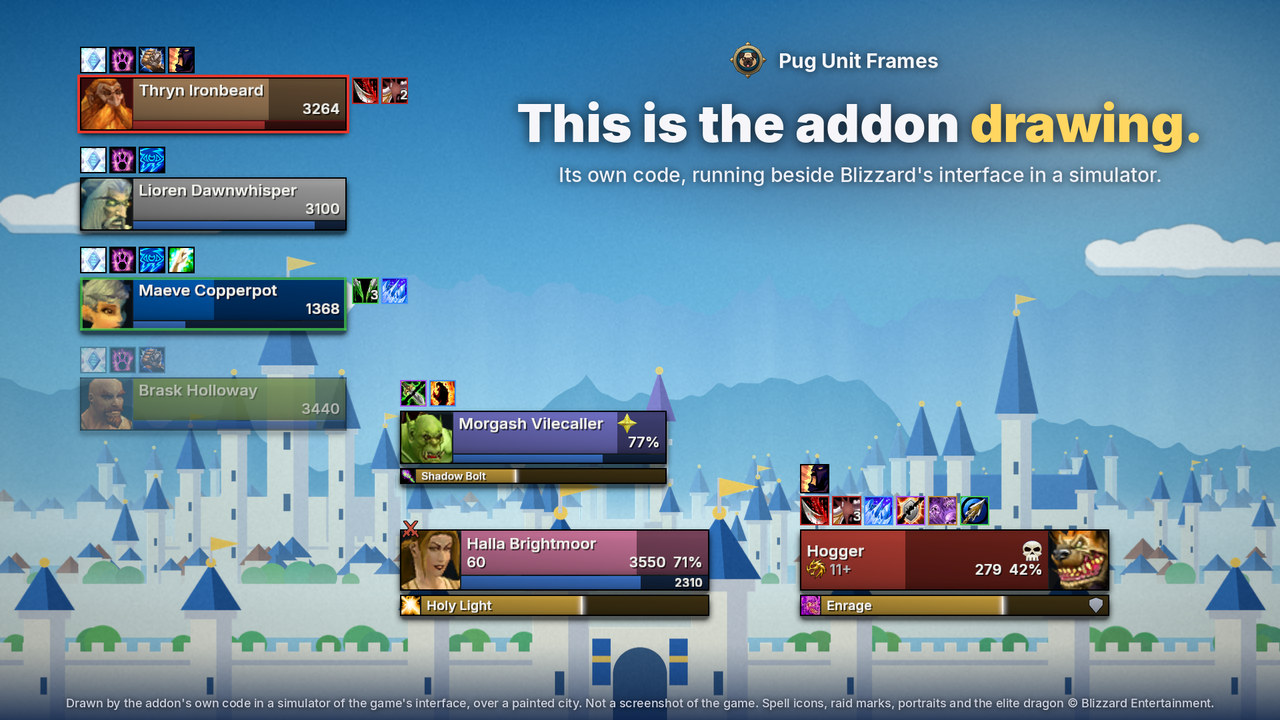 Pug Unit Frames
This is the addon drawing.
Its own code, running beside Blizzard's interface in a simulator.
Thryn Ironbeard
3264
2
Lioren Dawnwhisper
3100
Maeve Copperpot
1368
3
Brask Holloway
3440
Morgash Vilecaller
77%
Shadow Bolt
Halla Brightmoor
60
3550 71%
2310
Holy Light
3
Hogger
11+
279 42%
Enrage
Drawn by the addon's own code in a simulator of the game's interface, over a painted city. Not a screenshot of the game. Spell icons, raid marks, portraits and the elite dragon © Blizzard Entertainment.